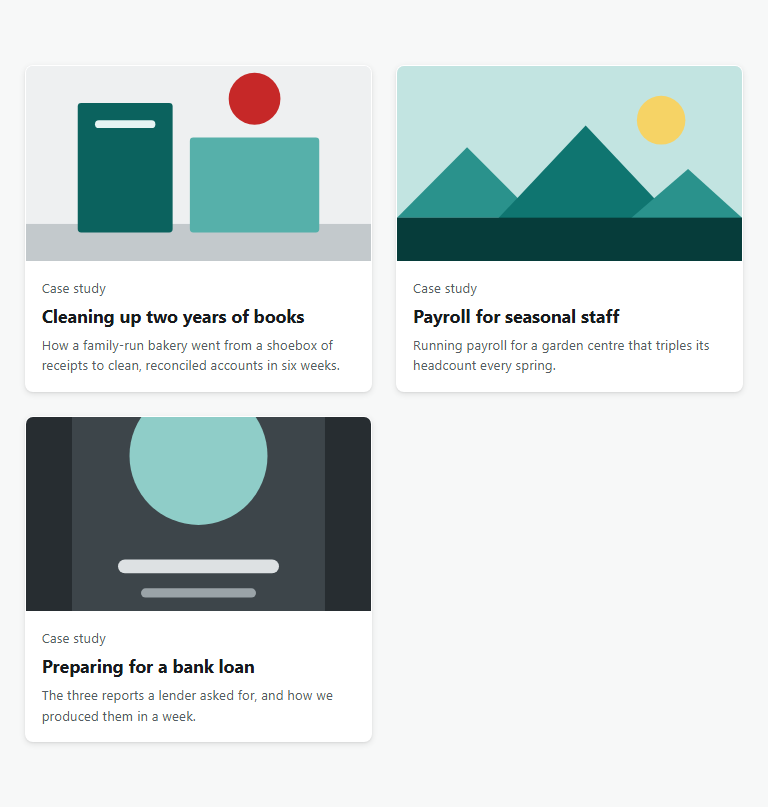 Case study
Cleaning up two years of books
How a family-run bakery went from a shoebox of
receipts to clean, reconciled accounts in six weeks.
Case study
Payroll for seasonal staff
Running payroll for a garden centre that triples its
headcount every spring.
Case study
Preparing for a bank loan
The three reports a lender asked for, and how we
produced them in a week.